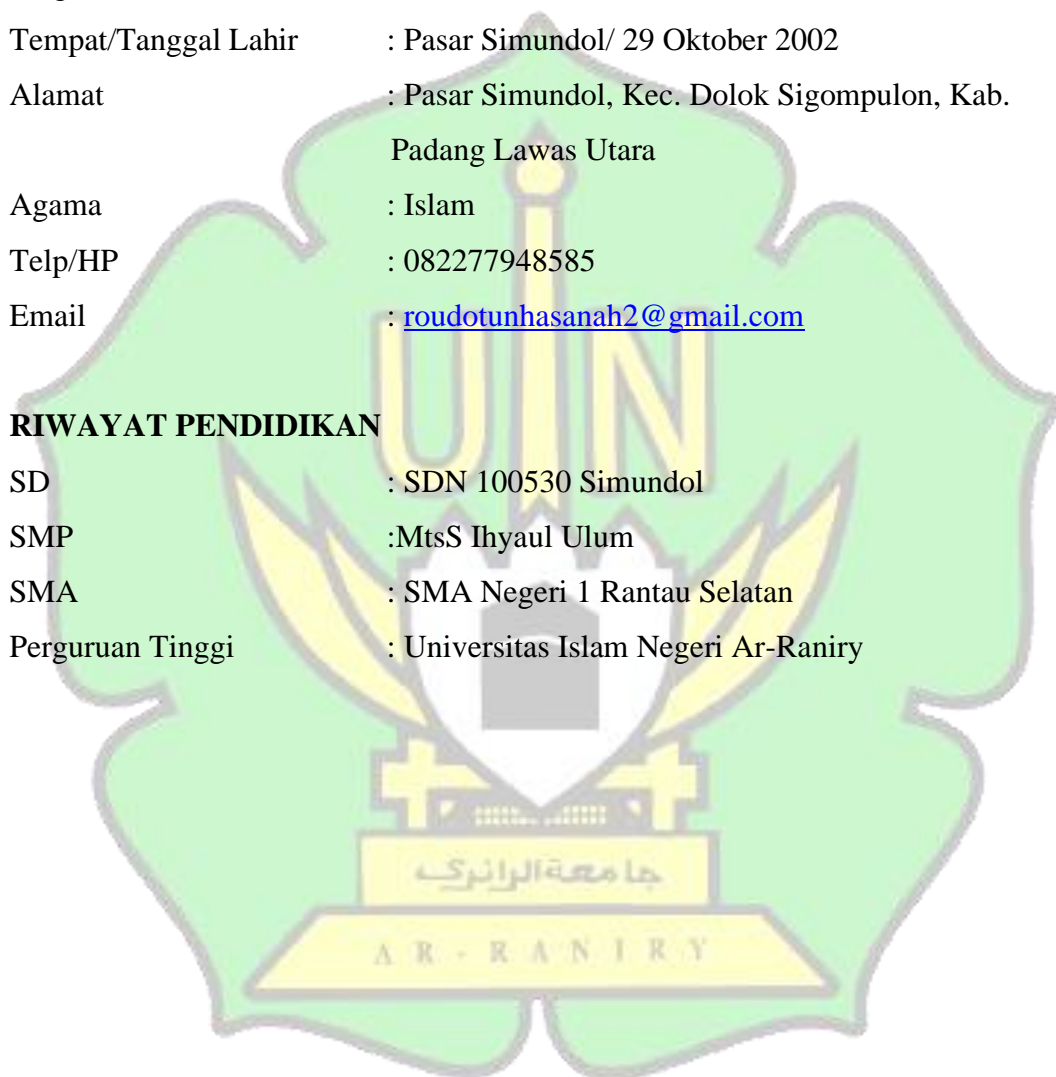 Tempat/Tanggal Lahir : Pasar Simundol/ 29 Oktober 2002
Alamat : Pasar Simundol, Kec. Dolok Sigompulon, Kab.
Padang Lawas Utara
Agama : Islam
Telp/HP : 082277948585
Email : roudotunhasanah2@gmail.com
RIWAYAT PENDIDIKAN
SD : SDN 100530 Simundol
SMP :MtsS Ihyaul Ulum
SMA : SMA Negeri 1 Rantau Selatan
Perguruan Tinggi : Universitas Islam Negeri Ar-Raniry
UIN
جامعة الرانري
AR-RANIRY